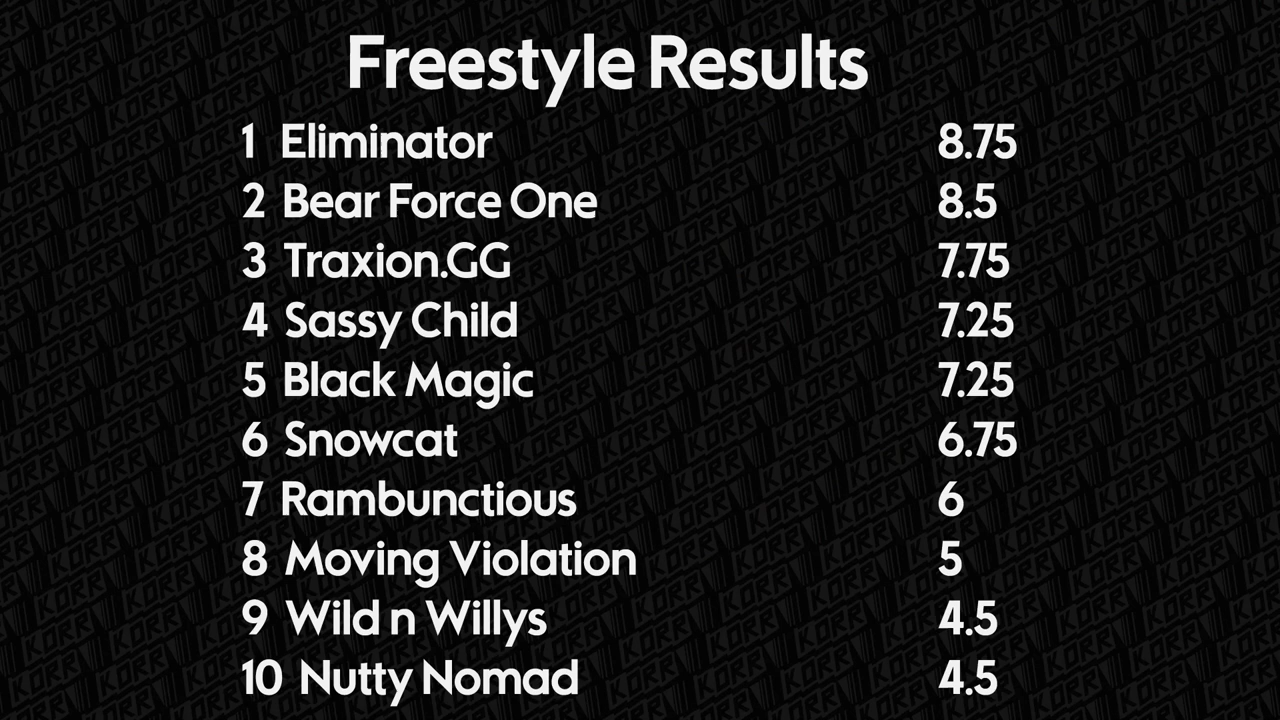 Freestyle Results
1 Eliminator 8.75
2 Bear Force One 8.5
3 Traxion.GG 7.75
4 Sassy Child 7.25
5 Black Magic 7.25
6 Snowcat 6.75
7 Rambunctious 6
8 Moving Violation 5
9 Wild n Willys 4.5
10 Nutty Nomad 4.5